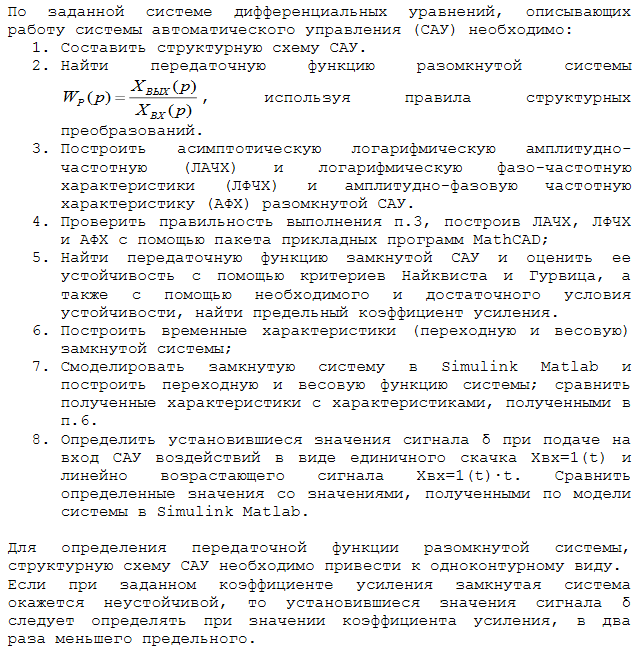 По заданной системе дифференциальных уравнений, описывающих
работу системы автоматического управления (САУ) необходимо:
1. Составить структурную схему САУ.
2. Найти передаточную функцию разомкнутой системы
W_P(p) = X_ВЫХ(p) / X_ВХ(p) , используя правила структурных
преобразований.
3. Построить асимптотическую логарифмическую амплитудно-
частотную (ЛАЧХ) и логарифмическую фазо-частотную
характеристики (ЛФЧХ) и амплитудно-фазовую частотную
характеристику (АФХ) разомкнутой САУ.
4. Проверить правильность выполнения п.3, построив ЛАЧХ, ЛФЧХ
и АФХ с помощью пакета прикладных программ MathCAD;
5. Найти передаточную функцию замкнутой САУ и оценить ее
устойчивость с помощью критериев Найквиста и Гурвица, а
также с помощью необходимого и достаточного условия
устойчивости, найти предельный коэффициент усиления.
6. Построить временные характеристики (переходную и весовую)
замкнутой системы;
7. Смоделировать замкнутую систему в Simulink Matlab и
построить переходную и весовую функцию системы; сравнить
полученные характеристики с характеристиками, полученными в
п.6.
8. Определить установившиеся значения сигнала δ при подаче на
вход САУ воздействий в виде единичного скачка Xвх=1(t) и
линейно возрастающего сигнала Xвх=1(t)·t. Сравнить
определенные значения со значениями, полученными по модели
системы в Simulink Matlab.
Для определения передаточной функции разомкнутой системы,
структурную схему САУ необходимо привести к одноконтурному виду.
Если при заданном коэффициенте усиления замкнутая система
окажется неустойчивой, то установившиеся значения сигнала δ
следует определять при значении коэффициента усиления, в два
раза меньшего предельного.